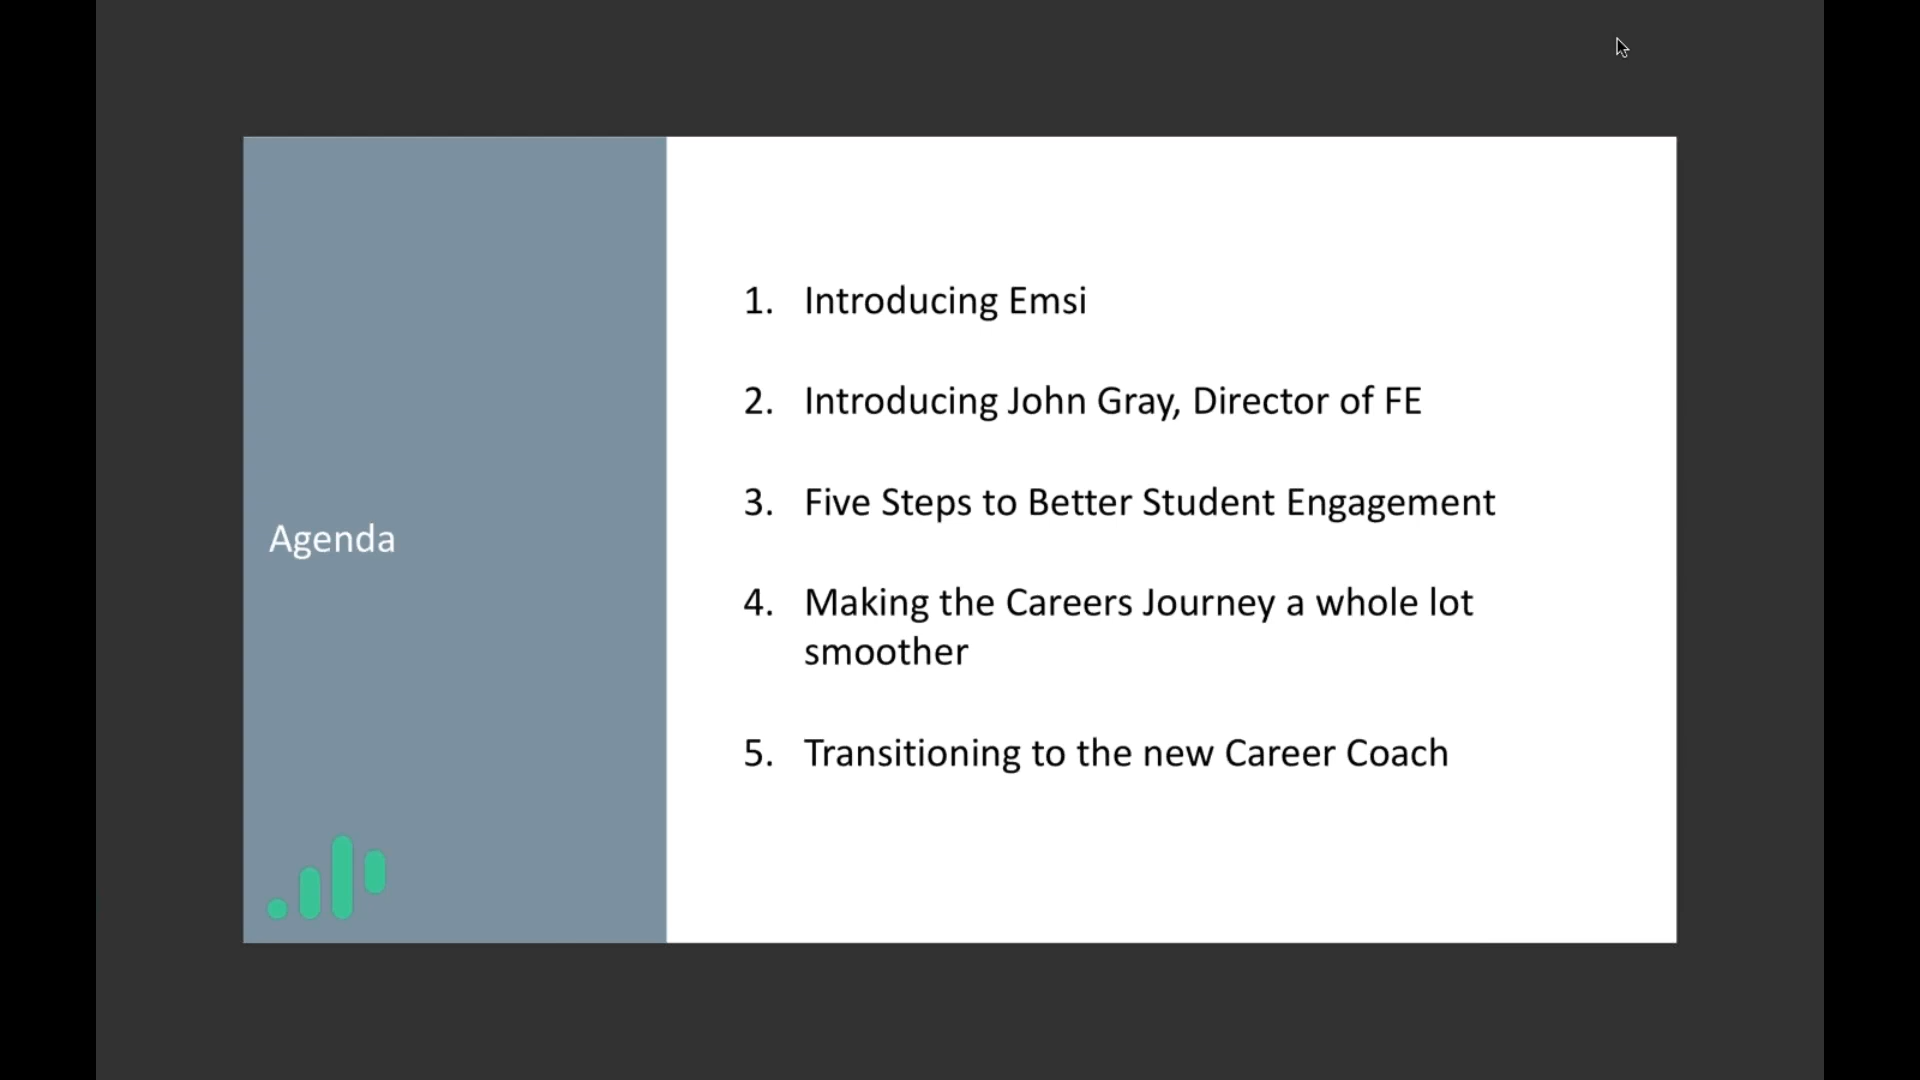 Agenda
1. Introducing Emsi
2. Introducing John Gray, Director of FE
3. Five Steps to Better Student Engagement
4. Making the Careers Journey a whole lot
smoother
5. Transitioning to the new Career Coach